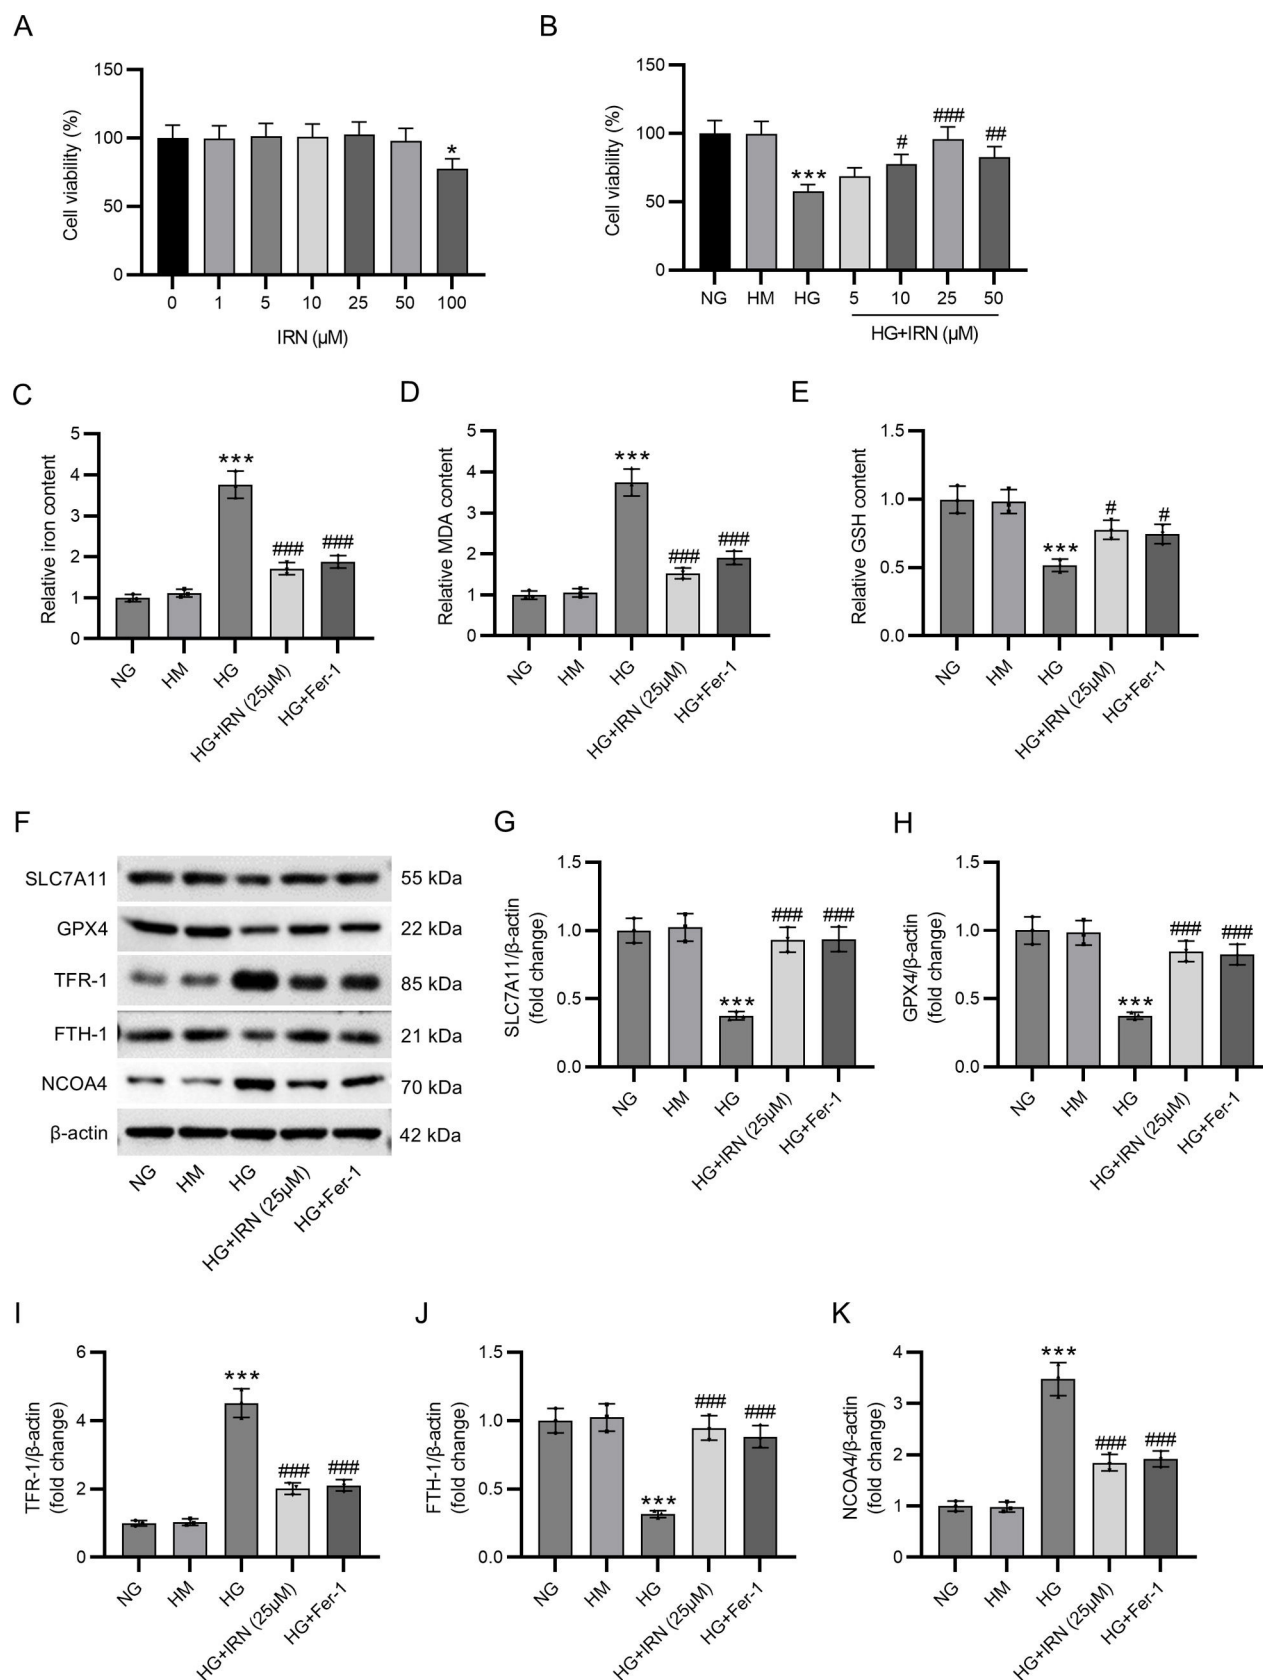 A
Cell viability (%)
150
100
50
0
*
0 1 5 10 25 50 100
IRN (µM)
B
Cell viability (%)
150
100
50
0
***
#
###
##
NG HM HG 5 10 25 50
HG+IRN (µM)
C
Relative iron content
5
4
3
2
1
0
***
###
###
NG HM HG HG+IRN (25µM) HG+Fer-1
D
Relative MDA content
5
4
3
2
1
0
***
###
###
NG HM HG HG+IRN (25µM) HG+Fer-1
E
Relative GSH content
1.5
1.0
0.5
0.0
***
#
#
NG HM HG HG+IRN (25µM) HG+Fer-1
F
SLC7A11 55 kDa
GPX4 22 kDa
TFR-1 85 kDa
FTH-1 21 kDa
NCOA4 70 kDa
β-actin 42 kDa
NG HM HG HG+IRN (25µM) HG+Fer-1
G
SLC7A11/β-actin
(fold change)
1.5
1.0
0.5
0.0
***
###
###
NG HM HG HG+IRN (25µM) HG+Fer-1
H
GPX4/β-actin
(fold change)
1.5
1.0
0.5
0.0
***
###
###
NG HM HG HG+IRN (25µM) HG+Fer-1
I
TFR-1/β-actin
(fold change)
6
4
2
0
***
###
###
NG HM HG HG+IRN (25µM) HG+Fer-1
J
FTH-1/β-actin
(fold change)
1.5
1.0
0.5
0.0
***
###
###
NG HM HG HG+IRN (25µM) HG+Fer-1
K
NCOA4/β-actin
(fold change)
4
3
2
1
0
***
###
###
NG HM HG HG+IRN (25µM) HG+Fer-1